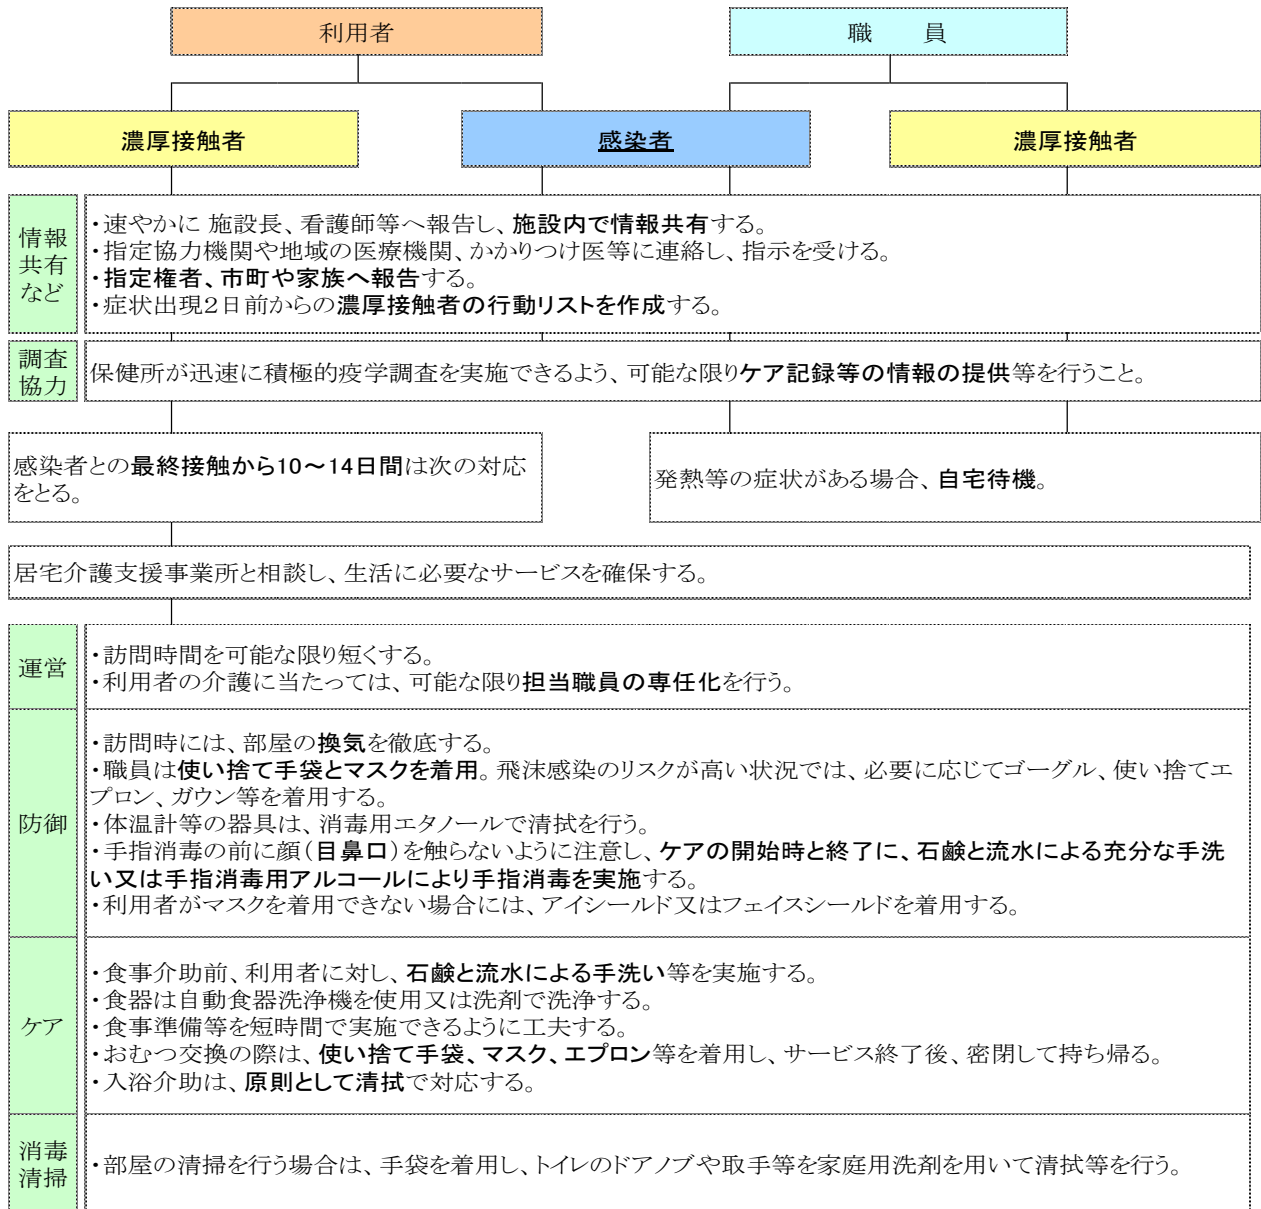 利用者
職　　員
濃厚接触者
感染者
濃厚接触者
情報
共有
など
・速やかに 施設長、看護師等へ報告し、施設内で情報共有する。
・指定協力機関や地域の医療機関、かかりつけ医等に連絡し、指示を受ける。
・指定権者、市町や家族へ報告する。
・症状出現2日前からの濃厚接触者の行動リストを作成する。
調査
協力
保健所が迅速に積極的疫学調査を実施できるよう、可能な限りケア記録等の情報の提供等を行うこと。
感染者との最終接触から10～14日間は次の対応
をとる。
発熱等の症状がある場合、自宅待機。
居宅介護支援事業所と相談し、生活に必要なサービスを確保する。
運営
・訪問時間を可能な限り短くする。
・利用者の介護に当たっては、可能な限り担当職員の専任化を行う。
防御
・訪問時には、部屋の換気を徹底する。
・職員は使い捨て手袋とマスクを着用。飛沫感染のリスクが高い状況では、必要に応じてゴーグル、使い捨てエ
プロン、ガウン等を着用する。
・体温計等の器具は、消毒用エタノールで清拭を行う。
・手指消毒の前に顔（目鼻口）を触らないように注意し、ケアの開始時と終了に、石鹸と流水による充分な手洗
い又は手指消毒用アルコールにより手指消毒を実施する。
・利用者がマスクを着用できない場合には、アイシールド又はフェイスシールドを着用する。
ケア
・食事介助前、利用者に対し、石鹸と流水による手洗い等を実施する。
・食器は自動食器洗浄機を使用又は洗剤で洗浄する。
・食事準備等を短時間で実施できるように工夫する。
・おむつ交換の際は、使い捨て手袋、マスク、エプロン等を着用し、サービス終了後、密閉して持ち帰る。
・入浴介助は、原則として清拭で対応する。
消毒
清掃
・部屋の清掃を行う場合は、手袋を着用し、トイレのドアノブや取手等を家庭用洗剤を用いて清拭等を行う。